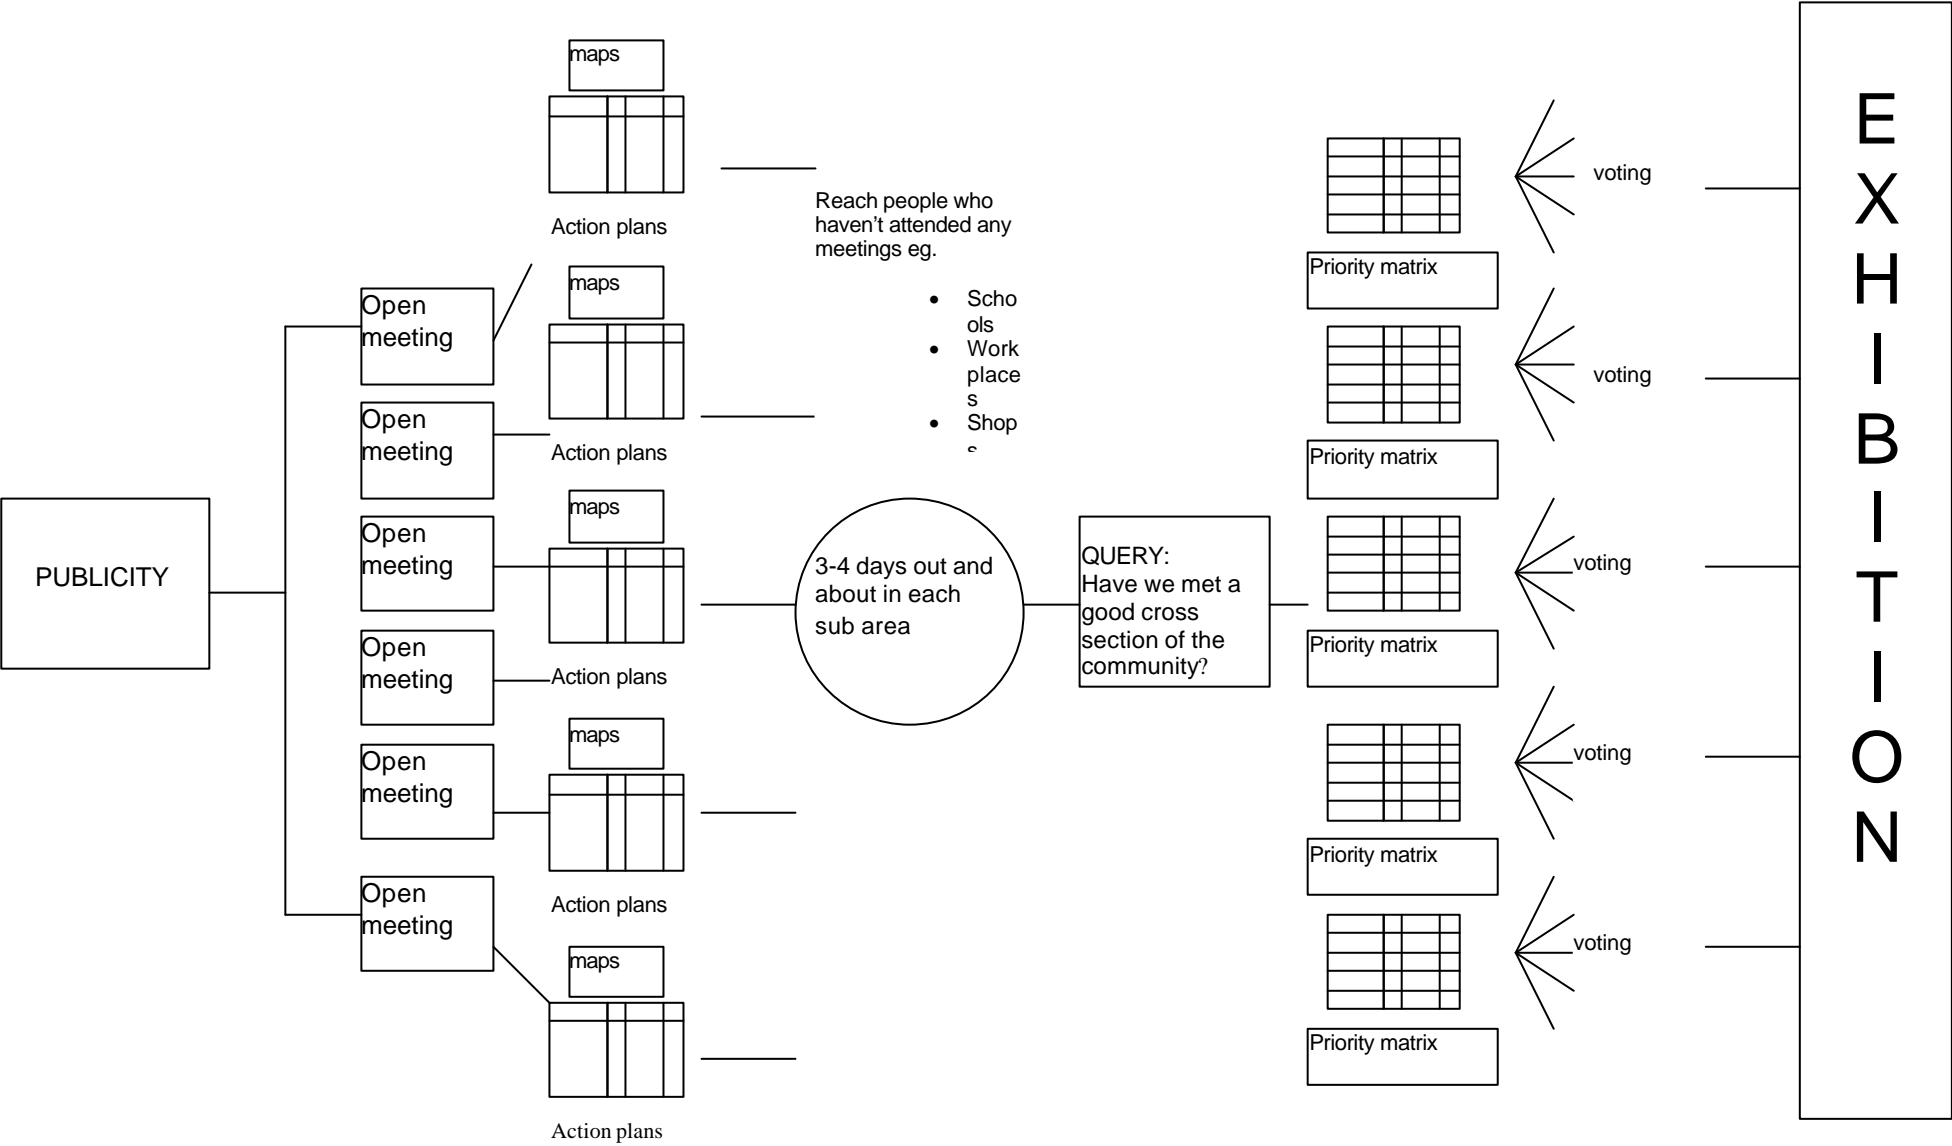 PUBLICITY
Open
meeting
Open
meeting
Open
meeting
Open
meeting
Open
meeting
Open
meeting
maps
Action plans
maps
Action plans
maps
Action plans
maps
Action plans
maps
Action plans
Reach people who
haven't attended any
meetings eg.
• Scho
ols
• Work
place
s
• Shop
s
3-4 days out and
about in each
sub area
QUERY:
Have we met a
good cross
section of the
community?
Priority matrix
Priority matrix
Priority matrix
Priority matrix
Priority matrix
voting
voting
voting
voting
voting
E
X
H
I
B
I
T
I
O
N